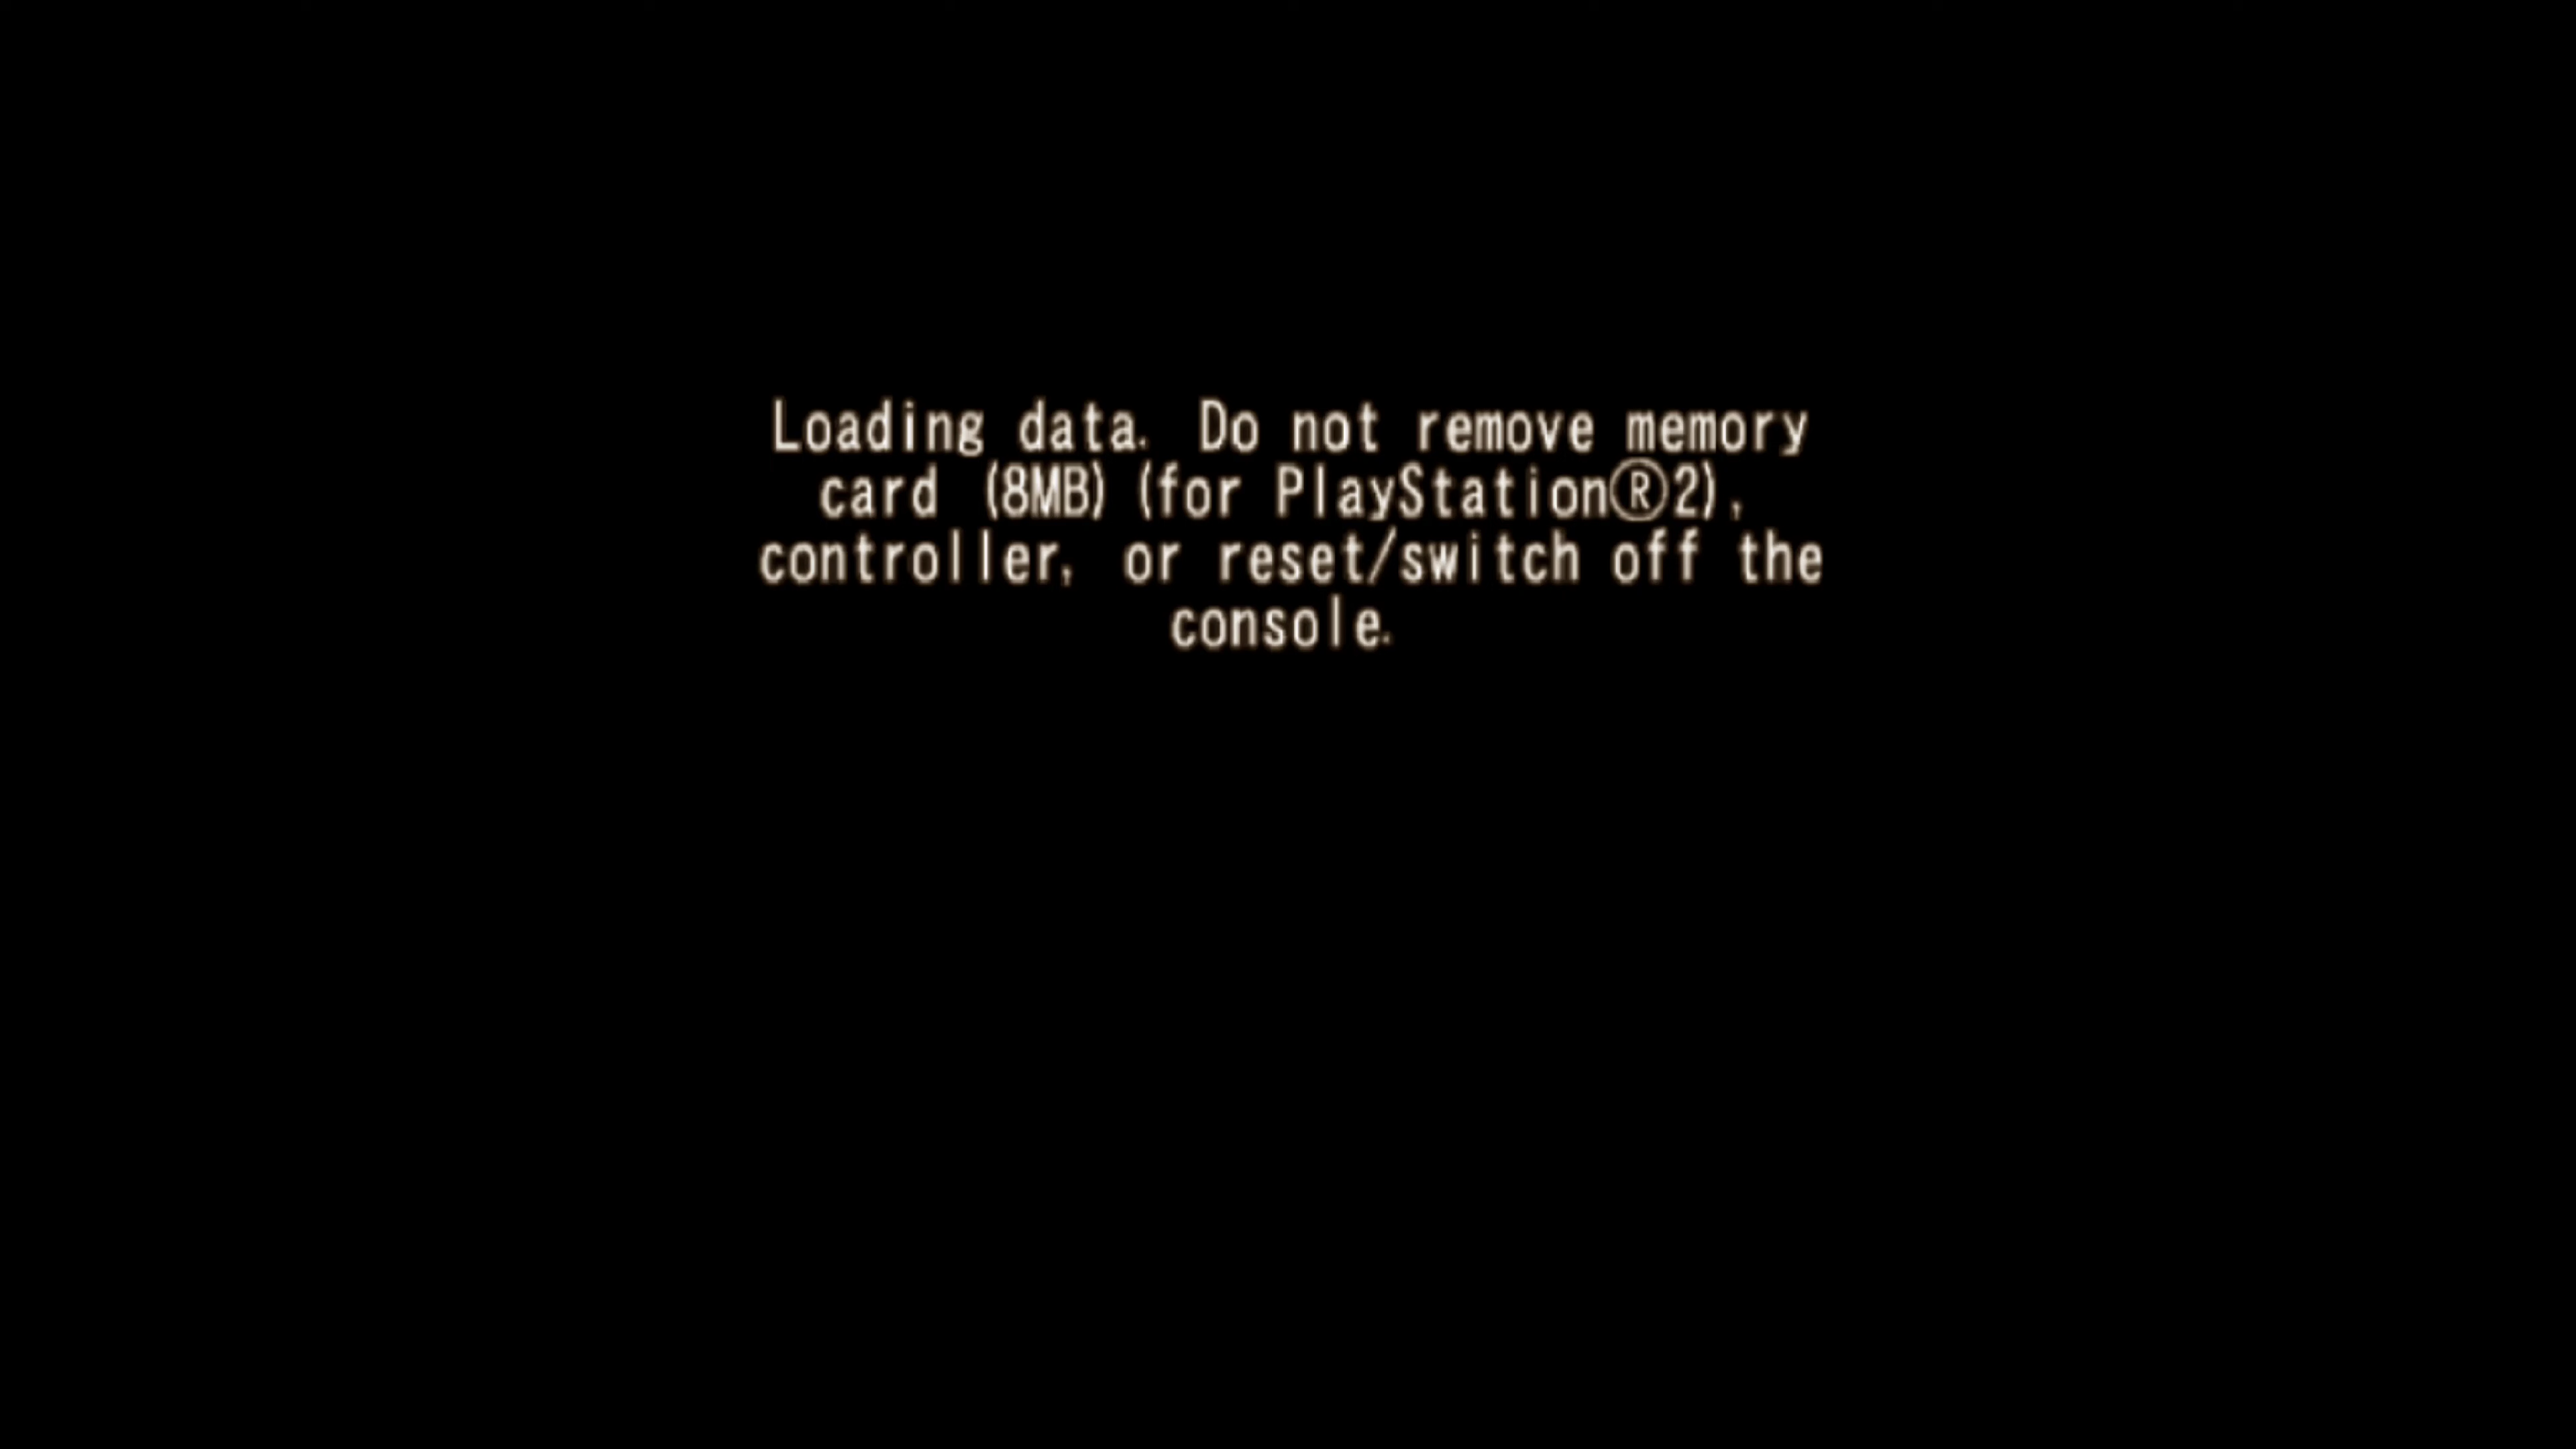 Loading data. Do not remove memory
card (8MB) (for PlayStation®2),
controller, or reset/switch off the
console.